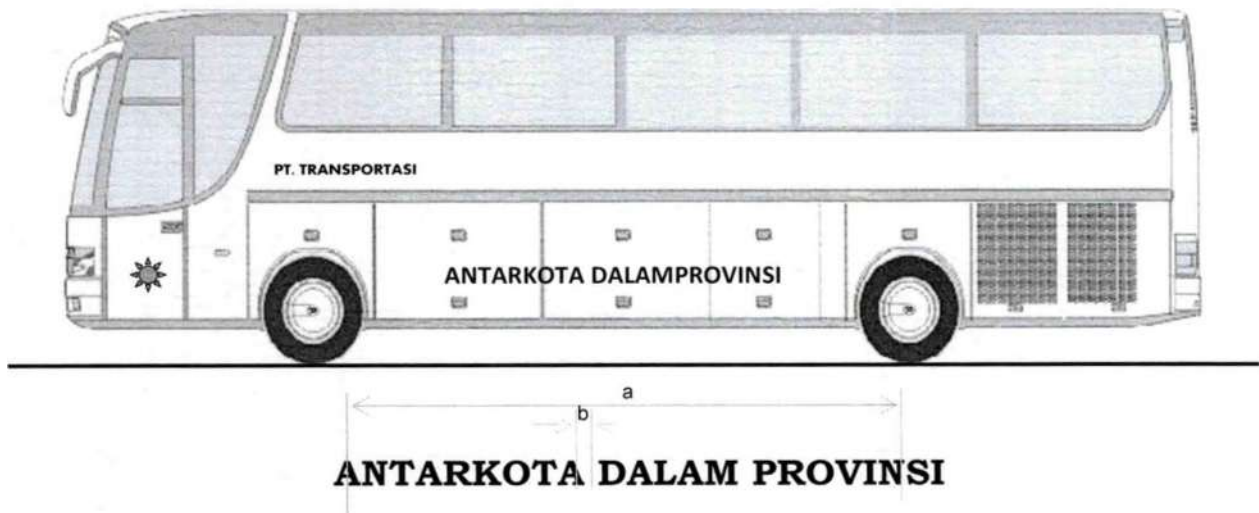 PT. TRANSPORTASI
ANTARKOTA DALAMPROVINSI
a
b
ANTARKOTA DALAM PROVINSI